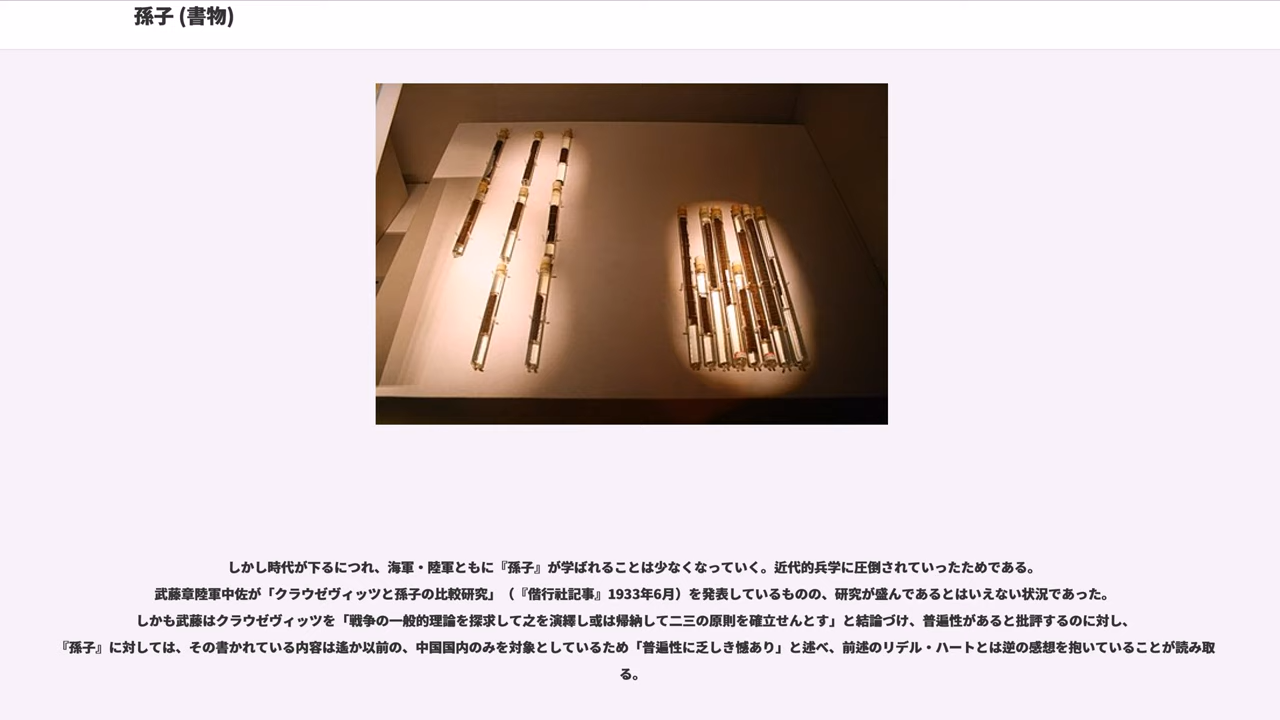 孫子 (書物)
しかし時代が下るにつれ、海軍・陸軍ともに『孫子』が学ばれることは少なくなっていく。近代的兵学に圧倒されていったためである。
武藤章陸軍中佐が「クラウゼヴィッツと孫子の比較研究」（『偕行社記事』1933年6月）を発表しているものの、研究が盛んであるとはいえない状況であった。
しかも武藤はクラウゼヴィッツを「戦争の一般的理論を探求して之を演繹し或は帰納して二三の原則を確立せんとす」と結論づけ、普遍性があると批評するのに対し、
『孫子』に対しては、その書かれている内容は遙か以前の、中国国内のみを対象としているため「普遍性に乏しき憾あり」と述べ、前述のリデル・ハートとは逆の感想を抱いていることが読み取
る。